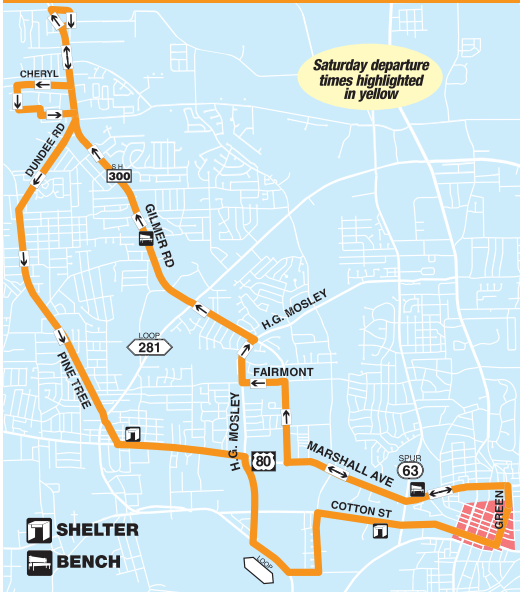 CHERYL
Saturday departure
times highlighted
in yellow
DUNDEE RD
S H
300
GILMER RD
H.G. MOSLEY
LOOP
281
FAIRMONT
PINE TREE
H.G. MOSLEY
80
MARSHALL AVE
SPUR
63
GREEN
COTTON ST
SHELTER
BENCH
LOOP